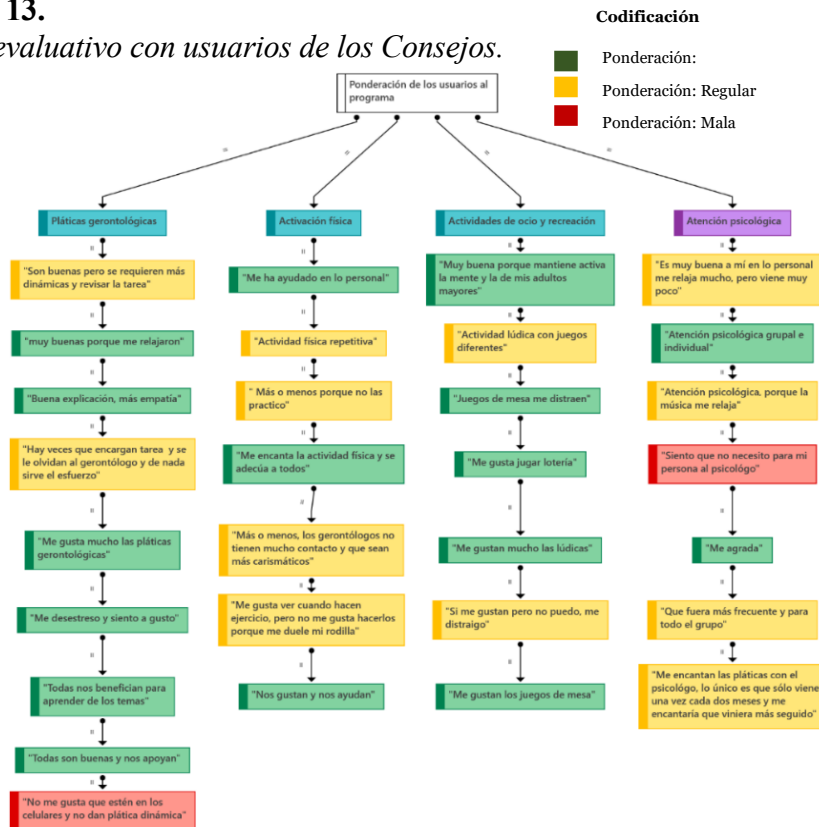 13.
evaluativo con usuarios de los Consejos.
Codificación
Ponderación:
Ponderación: Regular
Ponderación: Mala
Ponderación de los usuarios al
programa
Pláticas gerontológicas
"Son buenas pero se requieren más
dinámicas y revisar la tarea"
"muy buenas porque me relajaron"
"Buena explicación, más empatía"
"Hay veces que encargan tarea y se
le olvidan al gerontólogo y de nada
sirve el esfuerzo"
"Me gusta mucho las pláticas
gerontológicas"
"Me desestreso y siento a gusto"
"Todas nos benefician para
aprender de los temas"
"Todas son buenas y nos apoyan"
"No me gusta que estén en los
celulares y no dan plática dinámica"
Activación física
"Me ha ayudado en lo personal"
"Actividad física repetitiva"
" Más o menos porque no las
practico"
"Me encanta la actividad física y se
adecúa a todos"
"Más o menos, los gerontólogos no
tienen mucho contacto y que sean
más carismáticos"
"Me gusta ver cuando hacen
ejercicio, pero no me gusta hacerlos
porque me duele mi rodilla"
"Nos gustan y nos ayudan"
Actividades de ocio y recreación
"Muy buena porque mantiene activa
la mente y la de mis adultos
mayores"
"Actividad lúdica con juegos
diferentes"
"Juegos de mesa me distraen"
"Me gusta jugar lotería"
"Me gustan mucho las lúdicas"
"Si me gustan pero no puedo, me
distraigo"
"Me gustan los juegos de mesa"
Atención psicológica
"Es muy buena a mí en lo personal
me relaja mucho, pero viene muy
poco"
"Atención psicológica grupal e
individual"
"Atención psicológica, porque la
música me relaja"
"Siento que no necesito para mi
persona al psicológo"
"Me agrada"
"Que fuera más frecuente y para
todo el grupo"
"Me encantan las pláticas con el
psicológo, lo único es que sólo viene
una vez cada dos meses y me
encantaría que viniera más seguido"